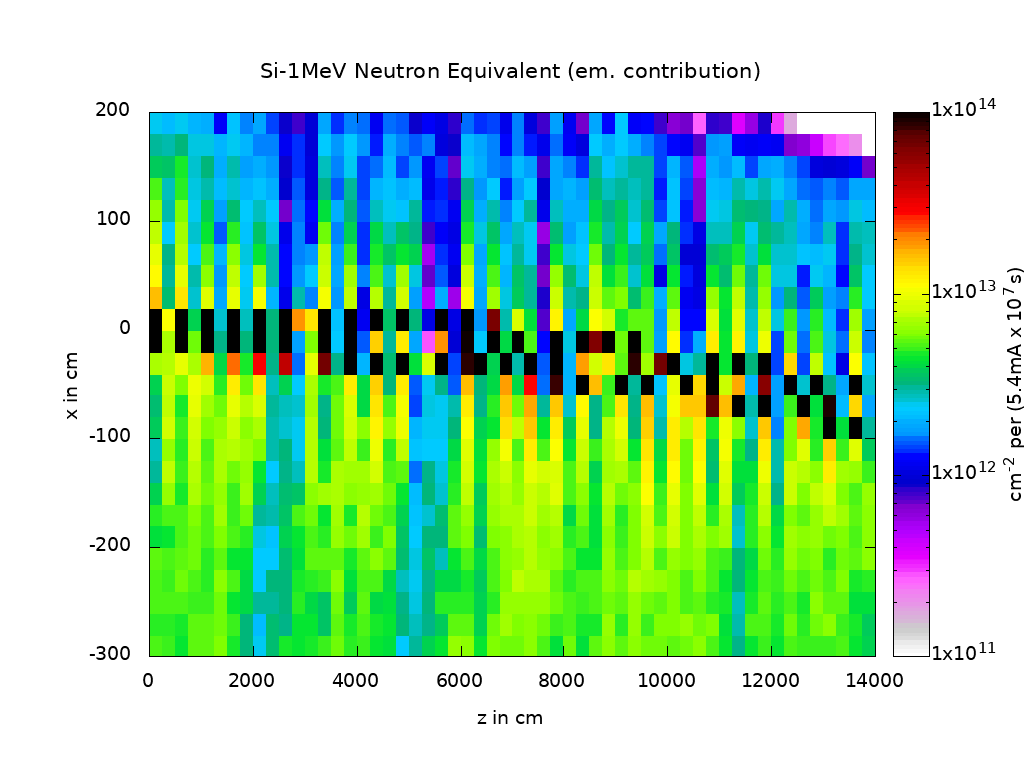 Si-1MeV Neutron Equivalent (em. contribution)
200
100
0
-100
-200
-300
x in cm
0 2000 4000 6000 8000 10000 12000 14000
z in cm
1x10^14
1x10^13
1x10^12
1x10^11
cm^-2 per (5.4mA x 10^7 s)